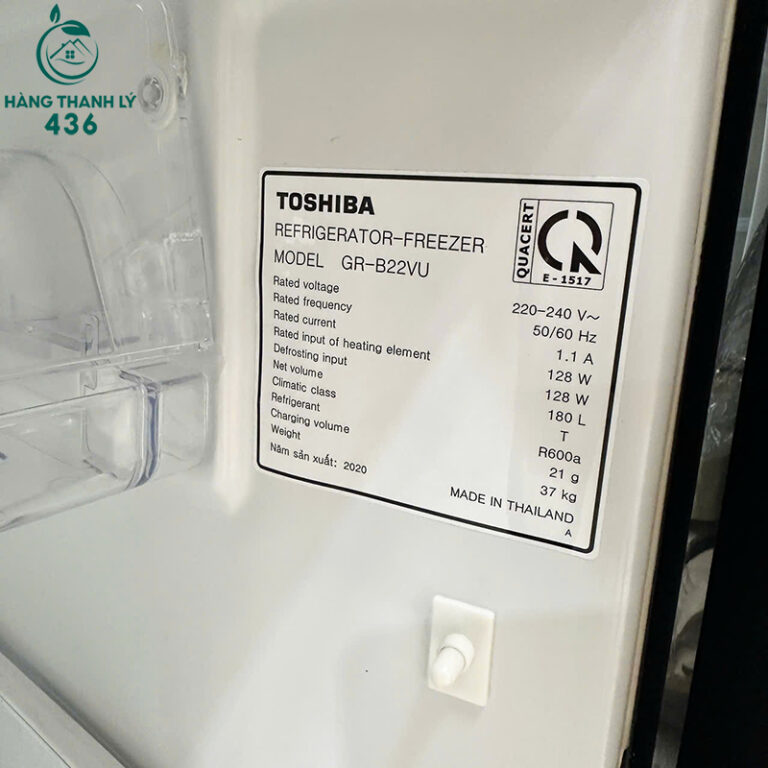 HÀNG THANH LÝ
436
TOSHIBA
REFRIGERATOR-FREEZER
MODEL GR-B22VU
QUACERT
E - 1517
Rated voltage 220-240 V~
Rated frequency 50/60 Hz
Rated current 1.1 A
Rated input of heating element 128 W
Defrosting input 128 W
Net volume 180 L
Climatic class T
Refrigerant R600a
Charging volume 21 g
Weight 37 kg
Năm sản xuất: 2020
MADE IN THAILAND
A